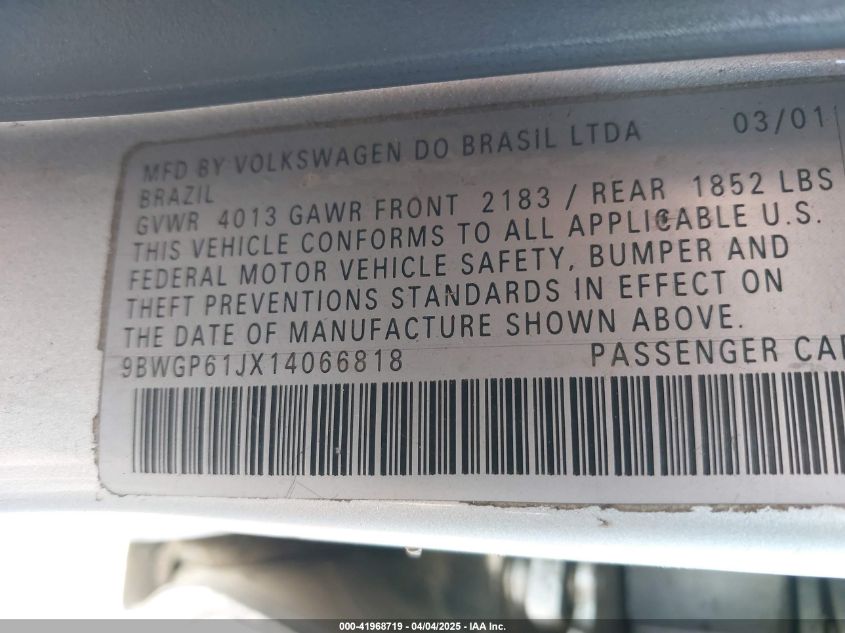 MFD BY VOLKSWAGEN DO BRASIL LTDA 03/01
BRAZIL
GVWR 4013 GAWR FRONT 2183 / REAR 1852 LBS
THIS VEHICLE CONFORMS TO ALL APPLICABLE U.S.
FEDERAL MOTOR VEHICLE SAFETY, BUMPER AND
THEFT PREVENTIONS STANDARDS IN EFFECT ON
THE DATE OF MANUFACTURE SHOWN ABOVE.
9BWGP61JX14066818 PASSENGER CAR
000-41968719 - 04/04/2025 - IAA Inc.